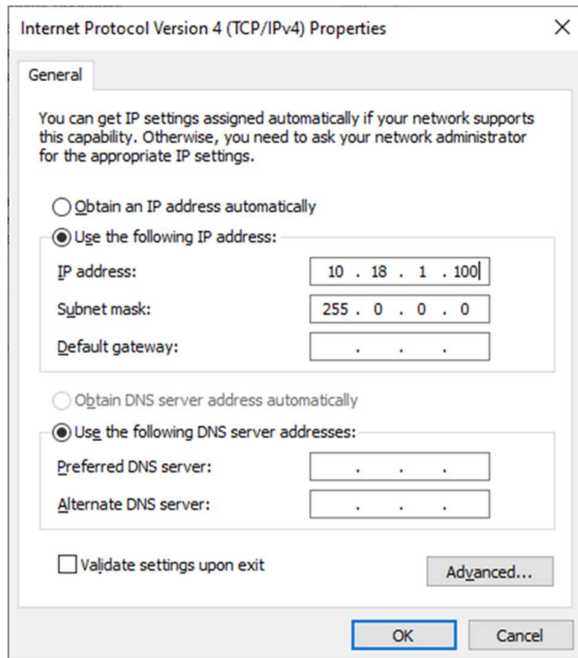 Internet Protocol Version 4 (TCP/IPv4) Properties
General
You can get IP settings assigned automatically if your network supports
this capability. Otherwise, you need to ask your network administrator
for the appropriate IP settings.
Obtain an IP address automatically
Use the following IP address:
IP address: 10 . 18 . 1 . 100
Subnet mask: 255 . 0 . 0 . 0
Default gateway: . . .
Obtain DNS server address automatically
Use the following DNS server addresses:
Preferred DNS server: . . .
Alternate DNS server: . . .
Validate settings upon exit
Advanced...
OK Cancel